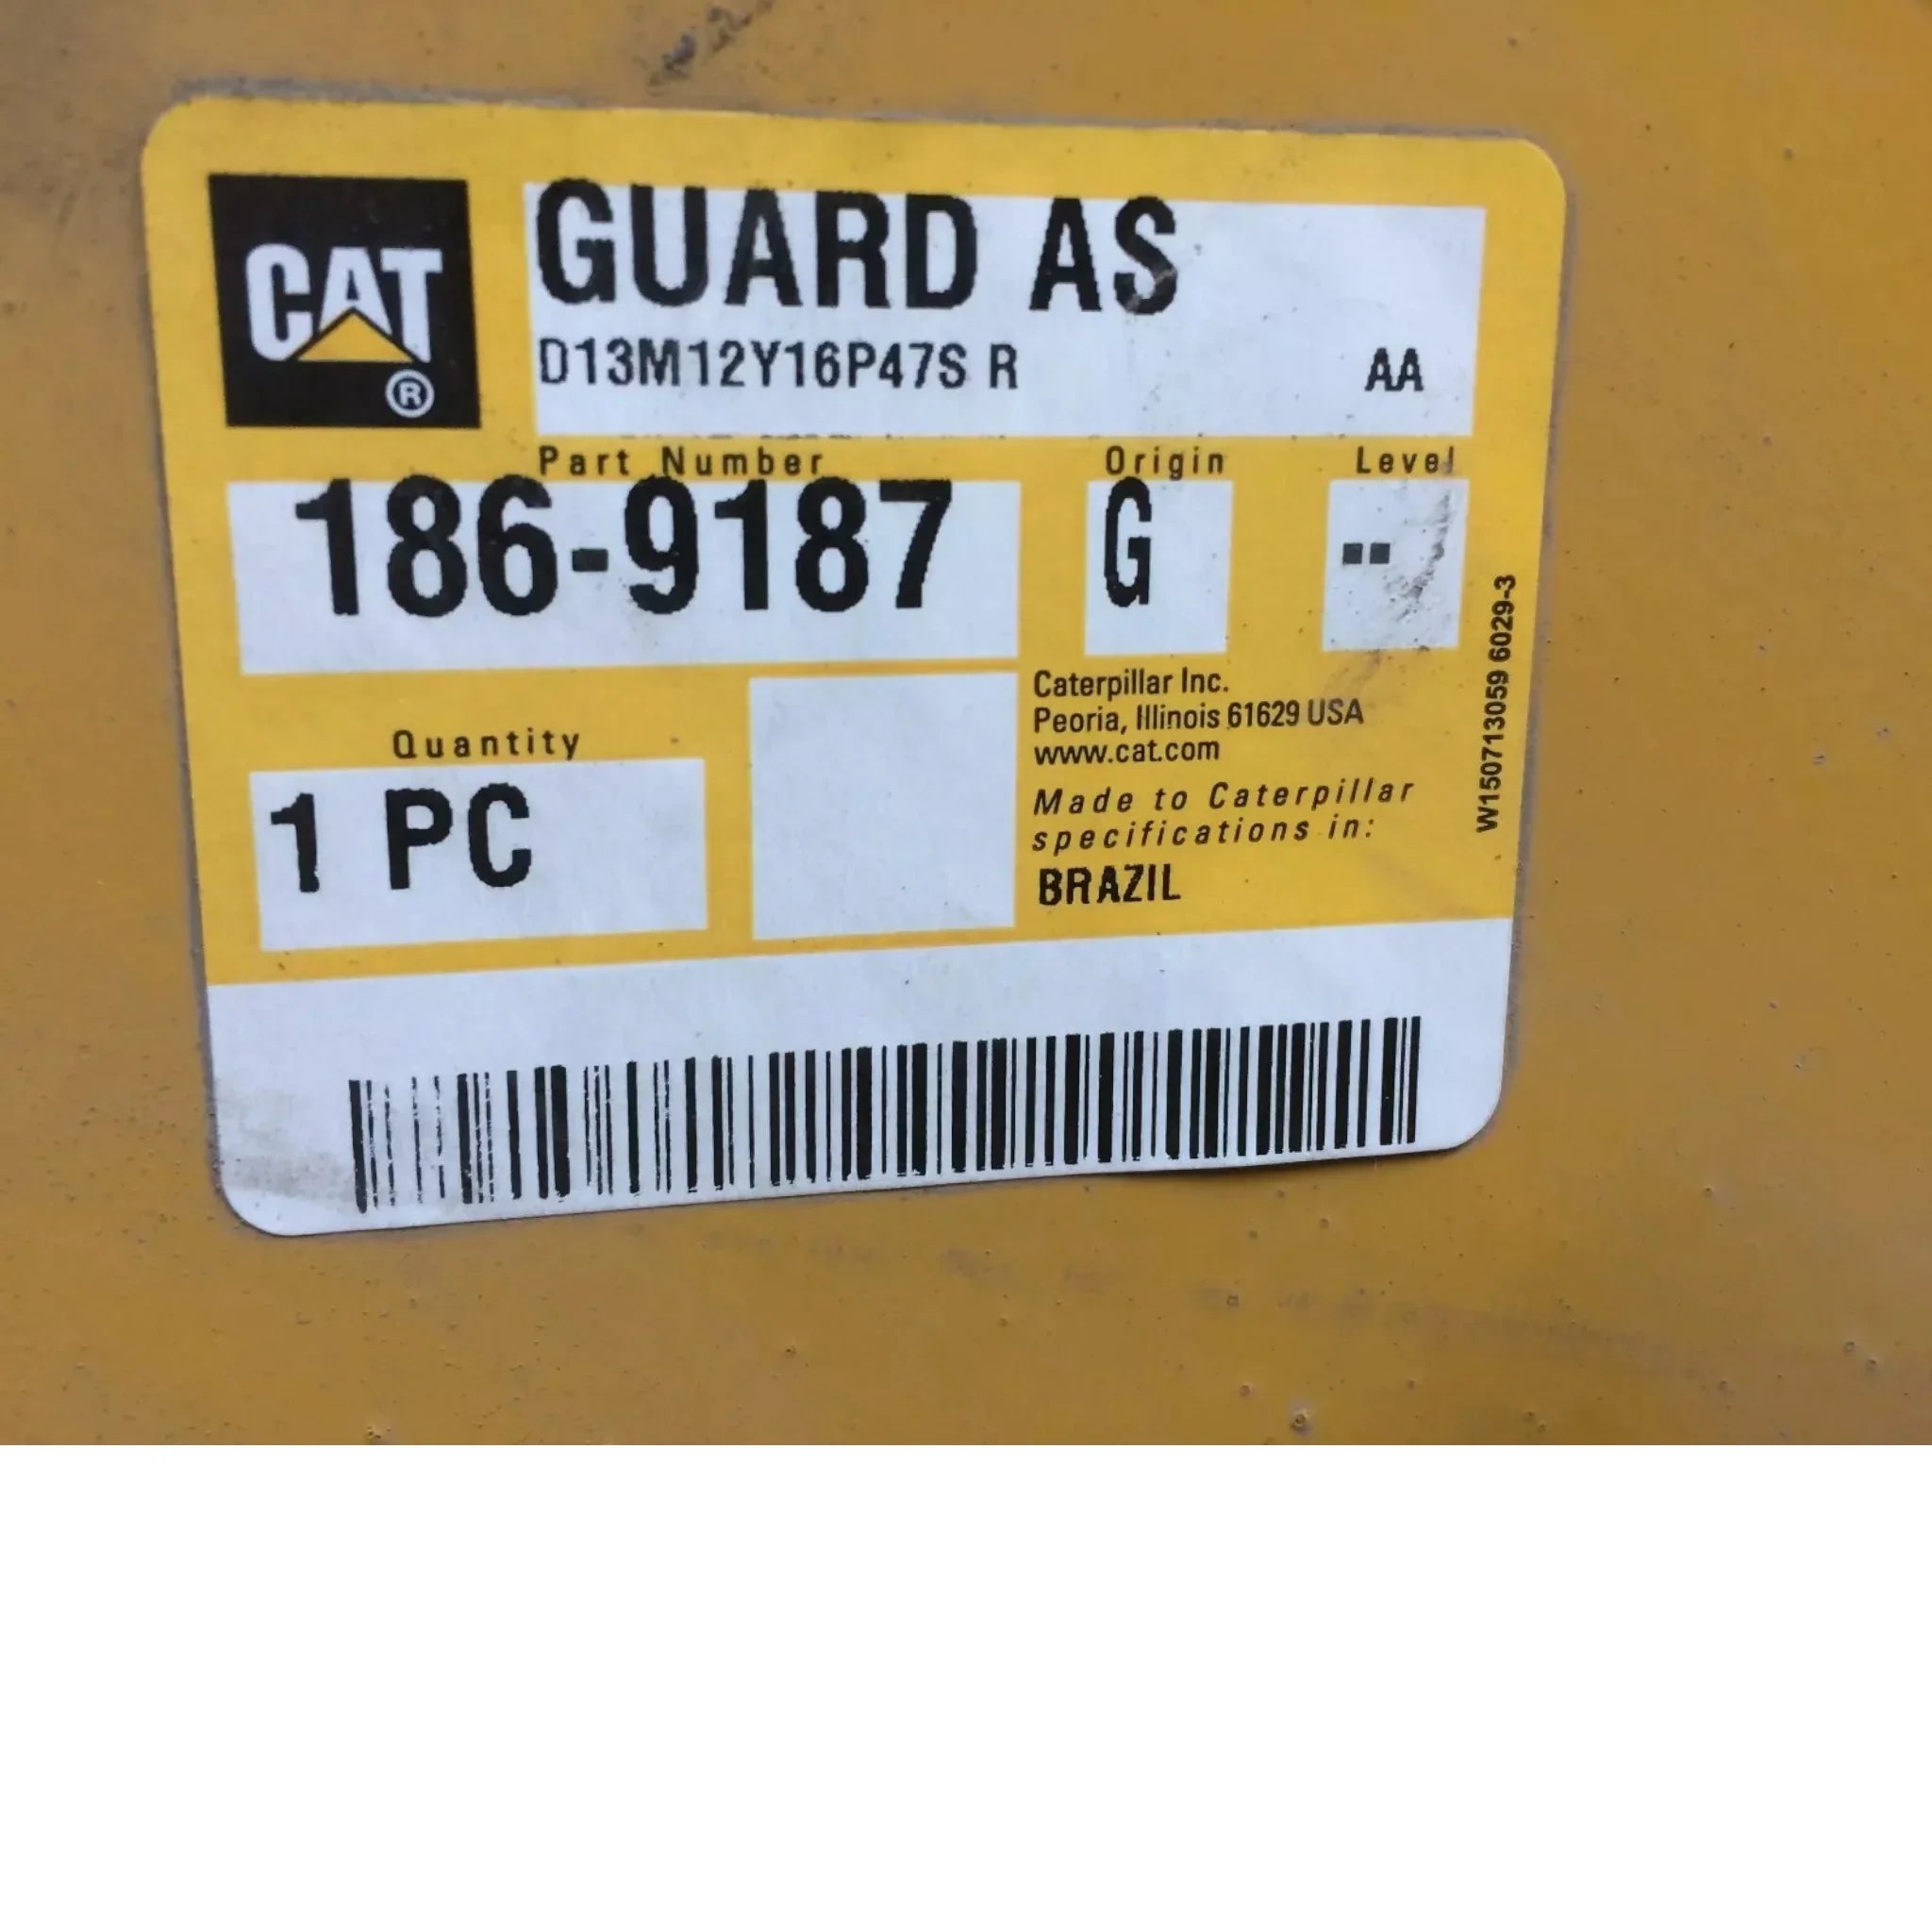 CAT
®
GUARD AS
D13M12Y16P47S R AA
Part Number Origin Level
186-9187 G --
Quantity
1 PC
Caterpillar Inc.
Peoria, Illinois 61629 USA
www.cat.com
Made to Caterpillar
specifications in:
BRAZIL
W150713059 6029-3